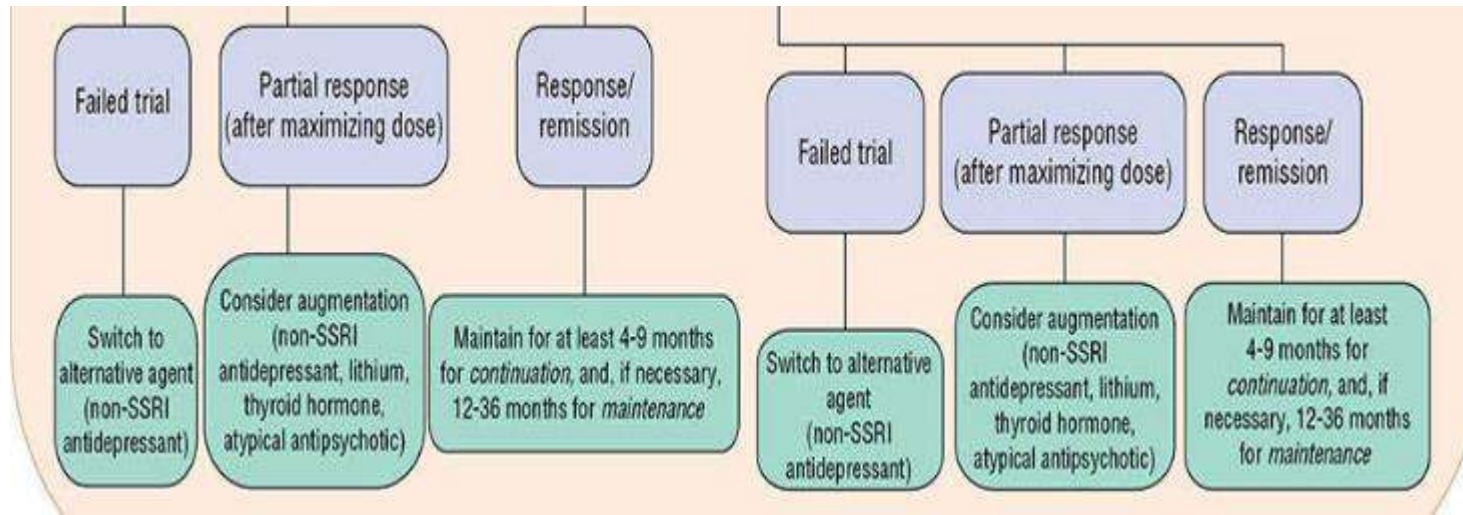 Failed trial
Partial response
(after maximizing dose)
Response/
remission
Switch to
alternative agent
(non-SSRI
antidepressant)
Consider augmentation
(non-SSRI
antidepressant, lithium,
thyroid hormone,
atypical antipsychotic)
Maintain for at least 4-9 months
for continuation, and, if necessary,
12-36 months for maintenance
Failed trial
Partial response
(after maximizing dose)
Response/
remission
Switch to alternative
agent
(non-SSRI
antidepressant)
Consider augmentation
(non-SSRI
antidepressant, lithium,
thyroid hormone,
atypical antipsychotic)
Maintain for at least
4-9 months for
continuation, and, if
necessary, 12-36 months
for maintenance